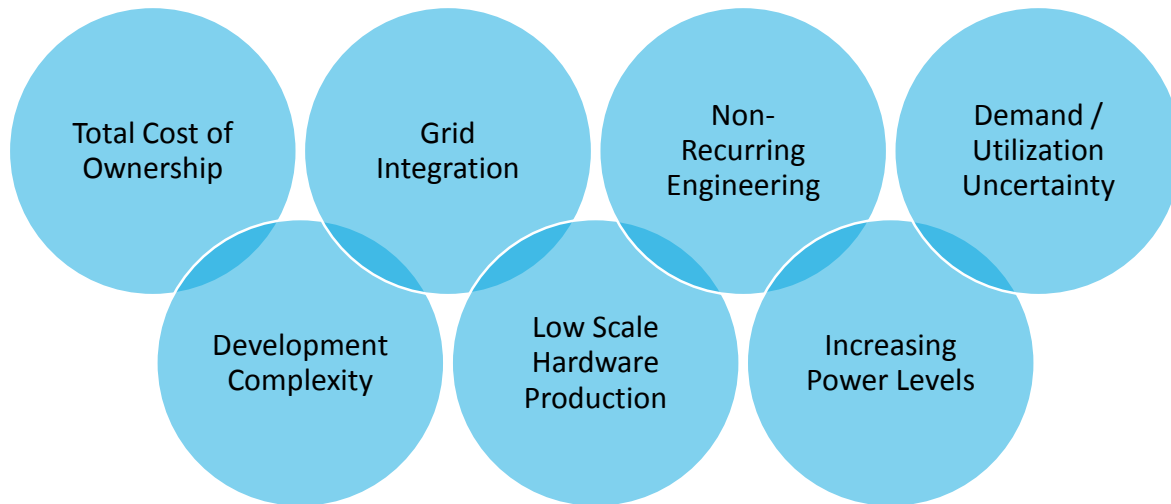 Total Cost of
Ownership
Grid
Integration
Non-
Recurring
Engineering
Demand /
Utilization
Uncertainty
Development
Complexity
Low Scale
Hardware
Production
Increasing
Power Levels